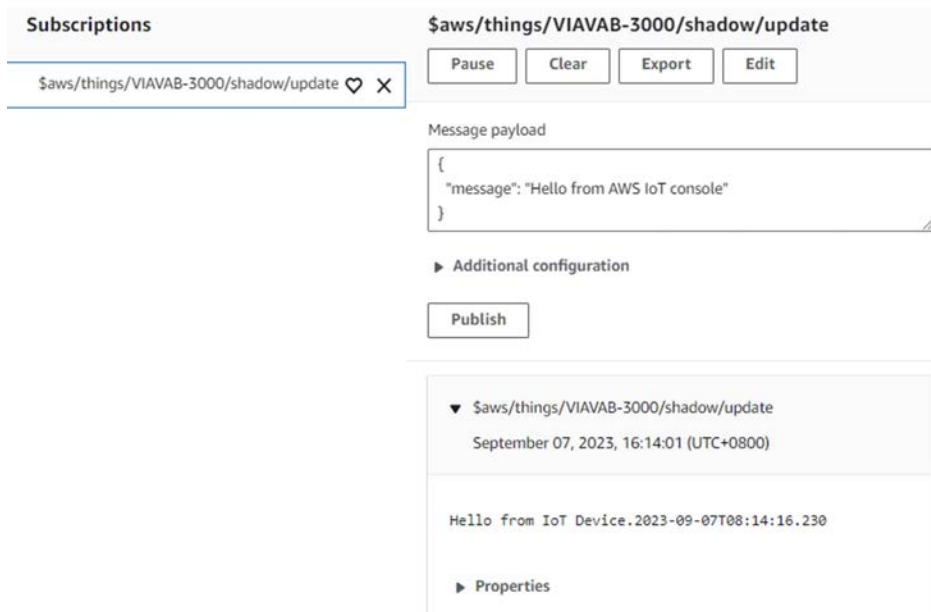 Subscriptions
$aws/things/VIAVAB-3000/shadow/update
$aws/things/VIAVAB-3000/shadow/update
Pause Clear Export Edit
Message payload
{
"message": "Hello from AWS IoT console"
}
Additional configuration
Publish
$aws/things/VIAVAB-3000/shadow/update
September 07, 2023, 16:14:01 (UTC+0800)
Hello from IoT Device.2023-09-07T08:14:16.230
Properties